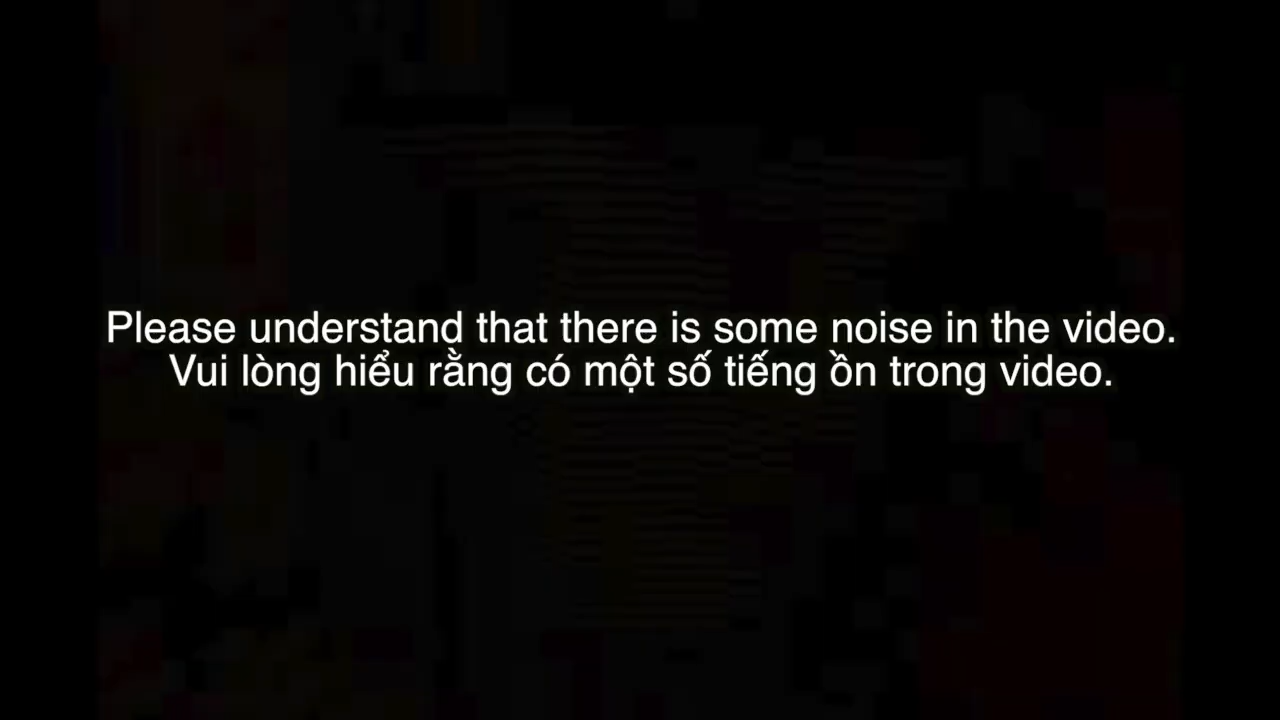 Please understand that there is some noise in the video.
Vui lòng hiểu rằng có một số tiếng ồn trong video.